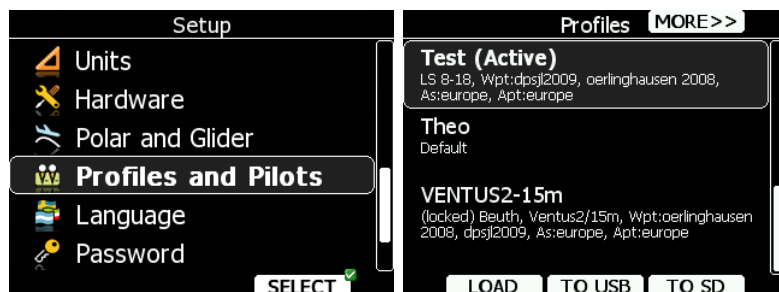 Setup
Units
Hardware
Polar and Glider
Profiles and Pilots
Language
Password
SELECT
Profiles
MORE>>
Test (Active)
LS 8-18, Wpt:dpsjl2009, oerlinghausen 2008,
As:europe, Apt:europe
Theo
Default
VENTUS2-15m
(locked) Beuth, Ventus2/15m, Wpt:oerlinghausen
2008, dpsjl2009, As:europe, Apt:europe
LOAD
TO USB
TO SD